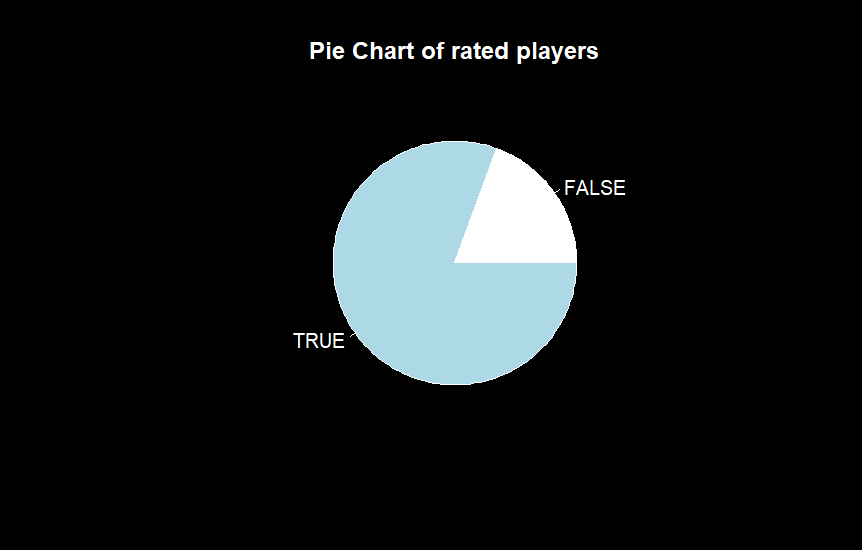 Pie Chart of rated players
FALSE
TRUE